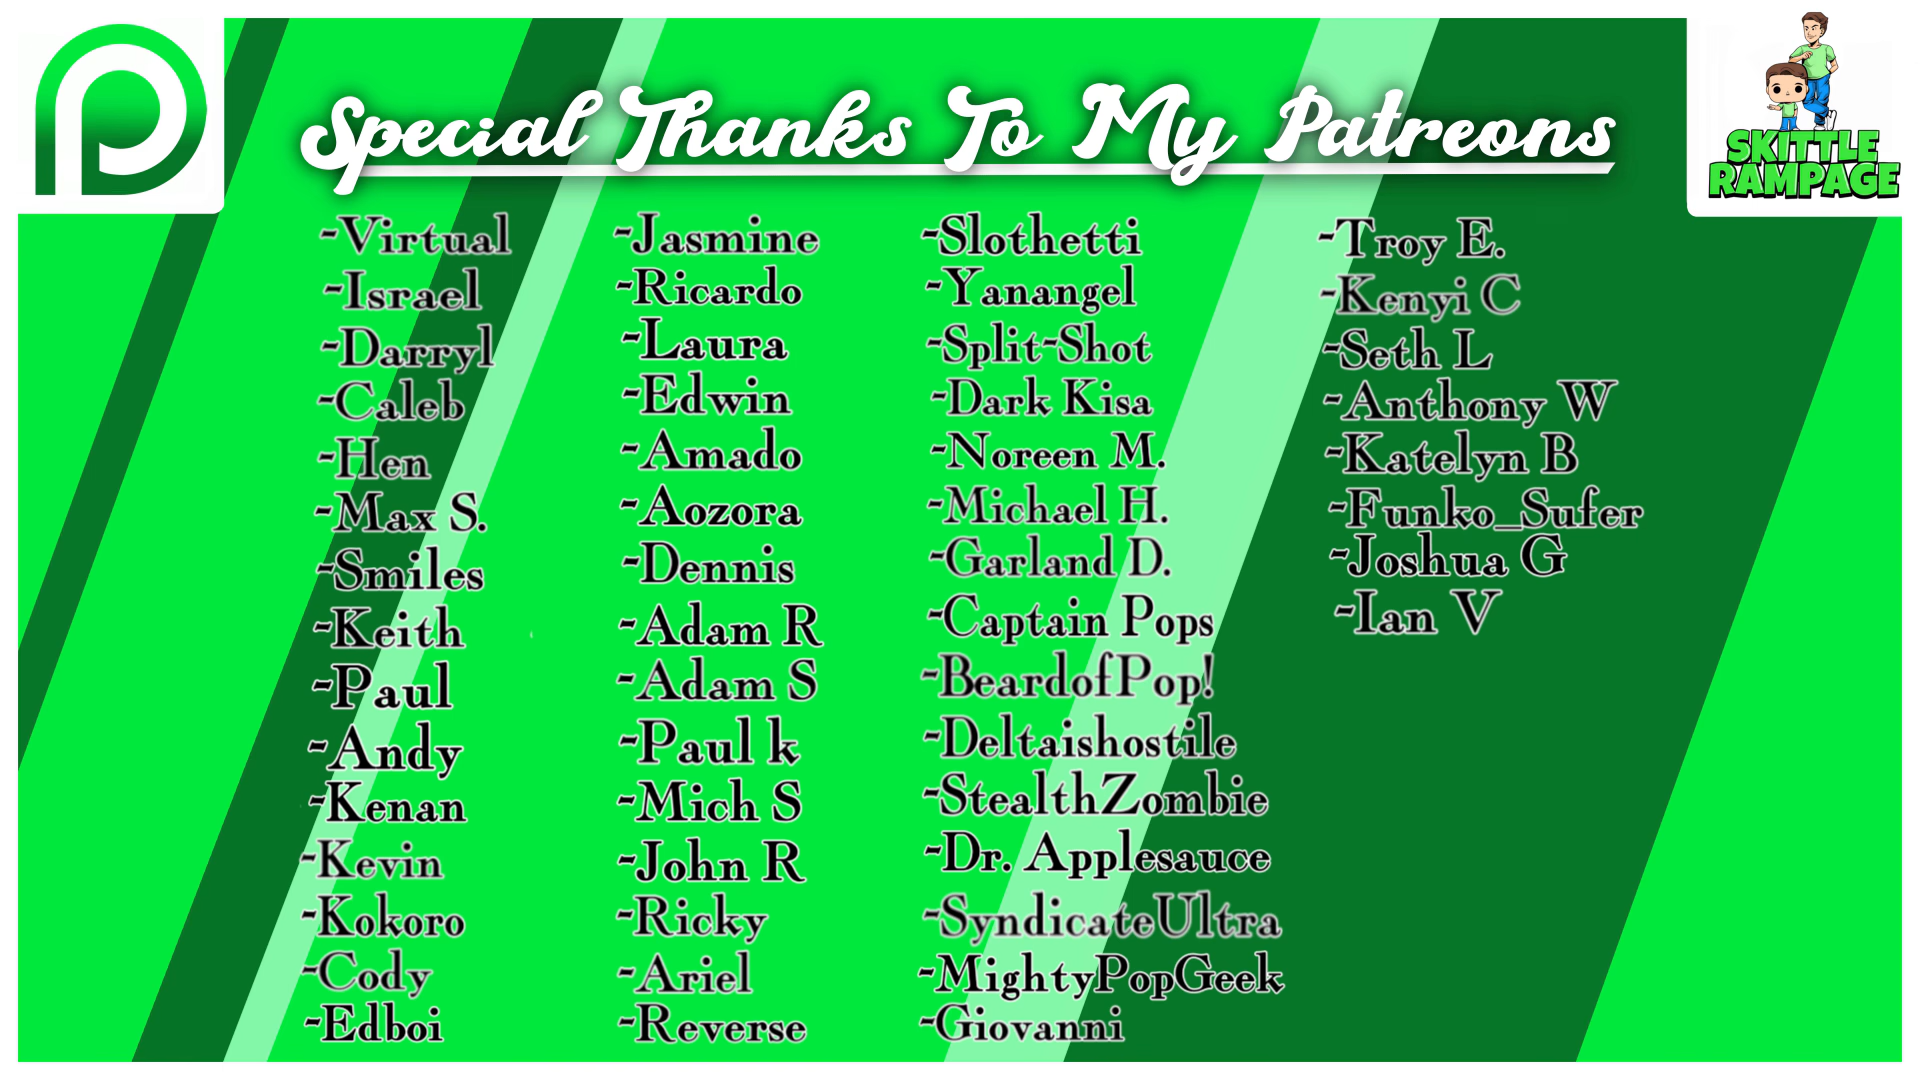 Special Thanks To My Patreons
SKITTLE
RAMPAGE
-Virtual
-Israel
-Darryl
-Caleb
-Hen
-Max S.
-Smiles
-Keith
-Paul
-Andy
-Kenan
-Kevin
-Kokoro
-Cody
-Edboi
-Jasmine
-Ricardo
-Laura
-Edwin
-Amado
-Aozora
-Dennis
-Adam R
-Adam S
-Paul k
-Mich S
-John R
-Ricky
-Ariel
-Reverse
-Slothetti
-Yanangel
-Split-Shot
-Dark Kisa
-Noreen M.
-Michael H.
-Garland D.
-Captain Pops
-BeardofPop!
-Deltaishostile
-StealthZombie
-Dr. Applesauce
-SyndicateUltra
-MightyPopGeek
-Giovanni
-Troy E.
-Kenyi C
-Seth L
-Anthony W
-Katelyn B
-Funko_Sufer
-Joshua G
-Ian V